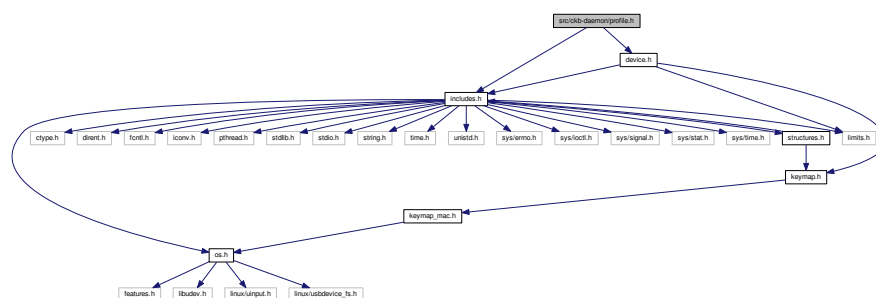 src/ckb-daemon/profile.h
device.h
includes.h
ctype.h dirent.h fcntl.h iconv.h pthread.h stdlib.h stdio.h string.h time.h unistd.h sys/errno.h sys/ioctl.h sys/signal.h sys/stat.h sys/time.h structures.h limits.h
keymap.h
keymap_mac.h
os.h
features.h libudev.h linux/uinput.h linux/usbdevice_fs.h